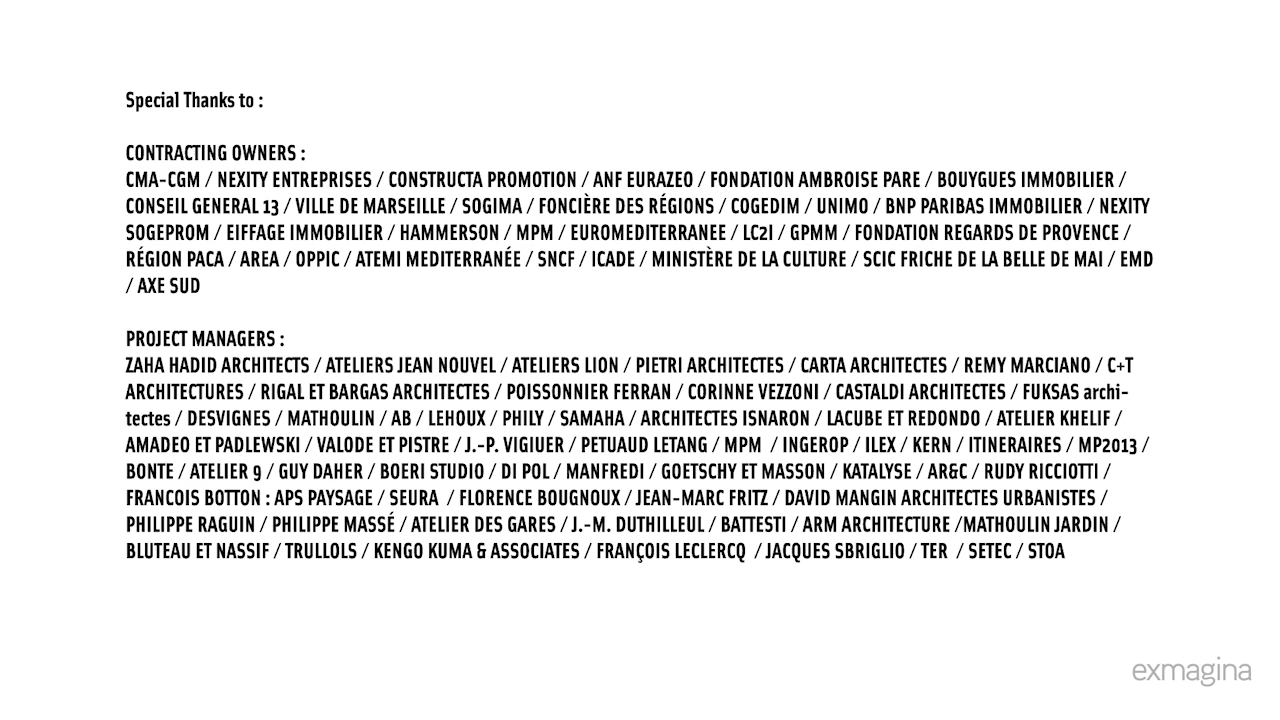 Special Thanks to :
CONTRACTING OWNERS :
CMA-CGM / NEXITY ENTREPRISES / CONSTRUCTA PROMOTION / ANF EURAZEO / FONDATION AMBROISE PARE / BOUYGUES IMMOBILIER /
CONSEIL GENERAL 13 / VILLE DE MARSEILLE / SOGIMA / FONCIÈRE DES RÉGIONS / COGEDIM / UNIMO / BNP PARIBAS IMMOBILIER / NEXITY
SOGEPROM / EIFFAGE IMMOBILIER / HAMMERSON / MPM / EUROMEDITERRANEE / LC2I / GPMM / FONDATION REGARDS DE PROVENCE /
RÉGION PACA / AREA / OPPIC / ATEMI MEDITERRANÉE / SNCF / ICADE / MINISTÈRE DE LA CULTURE / SCIC FRICHE DE LA BELLE DE MAI / EMD
/ AXE SUD
PROJECT MANAGERS :
ZAHA HADID ARCHITECTS / ATELIERS JEAN NOUVEL / ATELIERS LION / PIETRI ARCHITECTES / CARTA ARCHITECTES / REMY MARCIANO / C+T
ARCHITECTURES / RIGAL ET BARGAS ARCHITECTES / POISSONNIER FERRAN / CORINNE VEZZONI / CASTALDI ARCHITECTES / FUKSAS archi-
tectes / DESVIGNES / MATHOULIN / AB / LEHOUX / PHILY / SAMAHA / ARCHITECTES ISNARON / LACUBE ET REDONDO / ATELIER KHELIF /
AMADEO ET PADLEWSKI / VALODE ET PISTRE / J.-P. VIGIUER / PETUAUD LETANG / MPM / INGEROP / ILEX / KERN / ITINERAIRES / MP2013 /
BONTE / ATELIER 9 / GUY DAHER / BOERI STUDIO / DI POL / MANFREDI / GOETSCHY ET MASSON / KATALYSE / AR&C / RUDY RICCIOTTI /
FRANCOIS BOTTON : APS PAYSAGE / SEURA / FLORENCE BOUGNOUX / JEAN-MARC FRITZ / DAVID MANGIN ARCHITECTES URBANISTES /
PHILIPPE RAGUIN / PHILIPPE MASSÉ / ATELIER DES GARES / J.-M. DUTHILLEUL / BATTESTI / ARM ARCHITECTURE /MATHOULIN JARDIN /
BLUTEAU ET NASSIF / TRULLOLS / KENGO KUMA & ASSOCIATES / FRANÇOIS LECLERCQ / JACQUES SBRIGLIO / TER / SETEC / STOA
exmagina